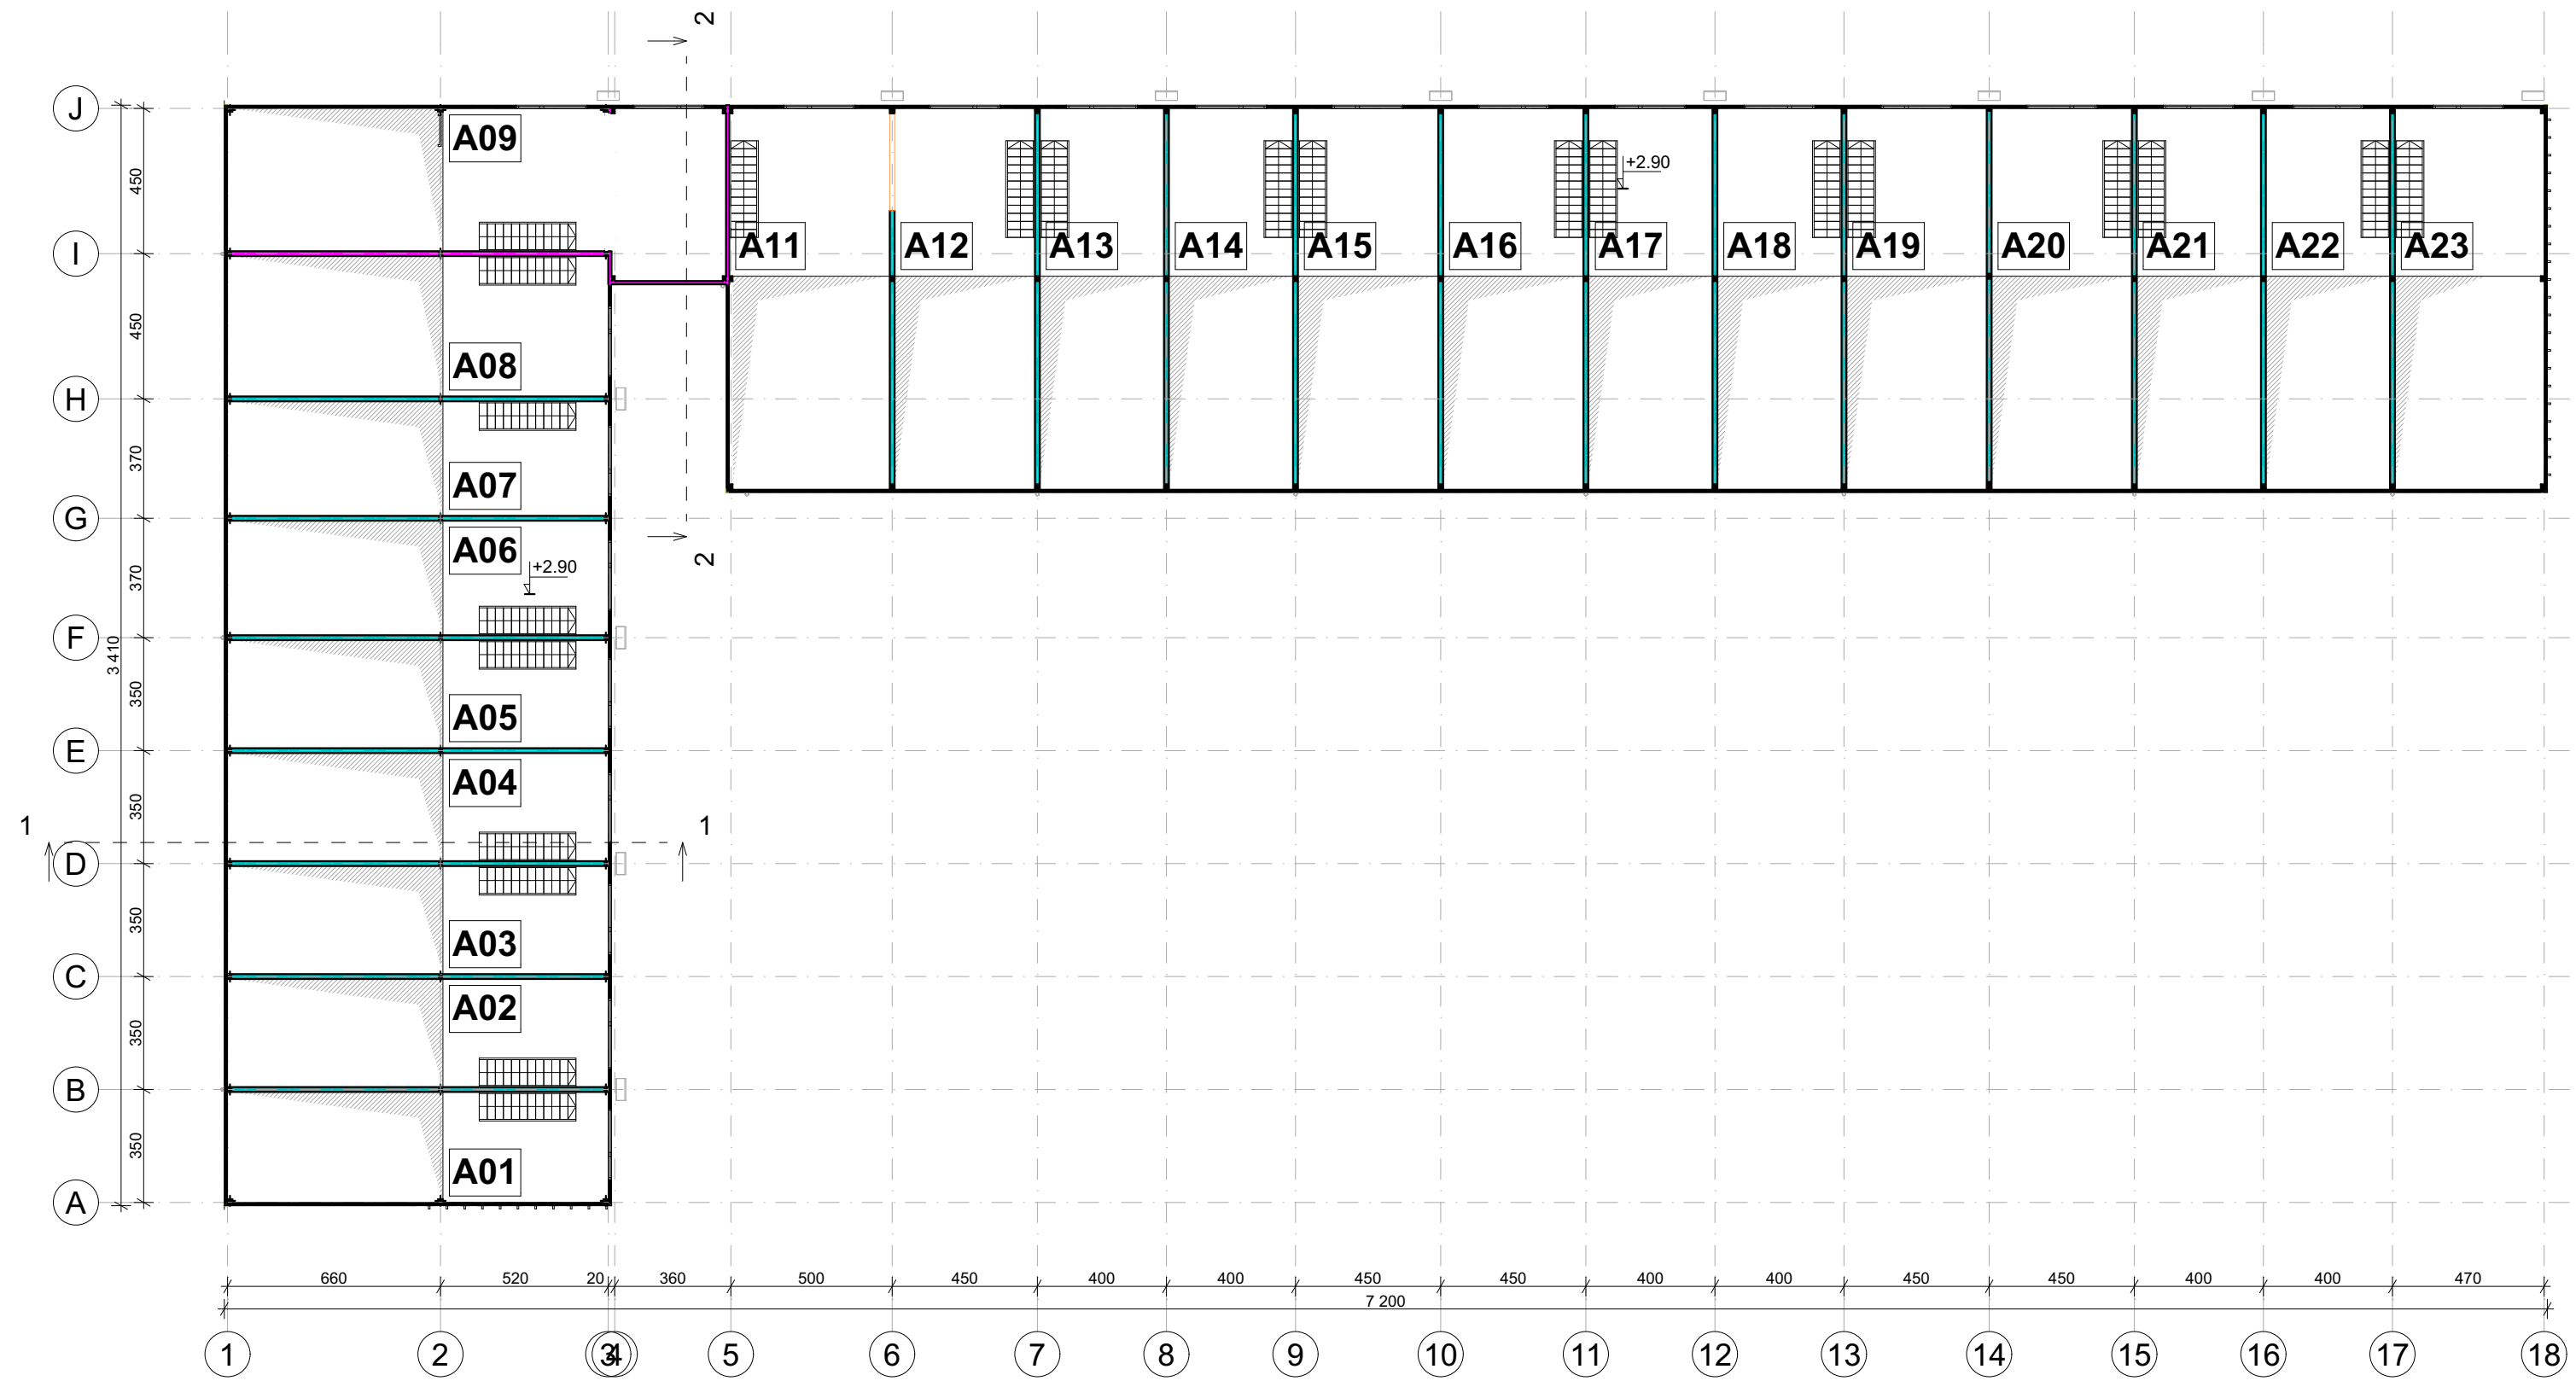 2
J
A09
450
+2.90
I
A11 A12 A13 A14 A15 A16 A17 A18 A19 A20 A21 A22 A23
450
A08
H
370
A07
G
2
A06
370
+2.90
F
3 410
350
A05
E
A04
350
1 1
D
350
A03
C
A02
350
B
350
A01
A
660 520 20 360 500 450 400 400 450 450 400 400 450 450 400 400 470
7 200
1 2 3 4 5 6 7 8 9 10 11 12 13 14 15 16 17 18